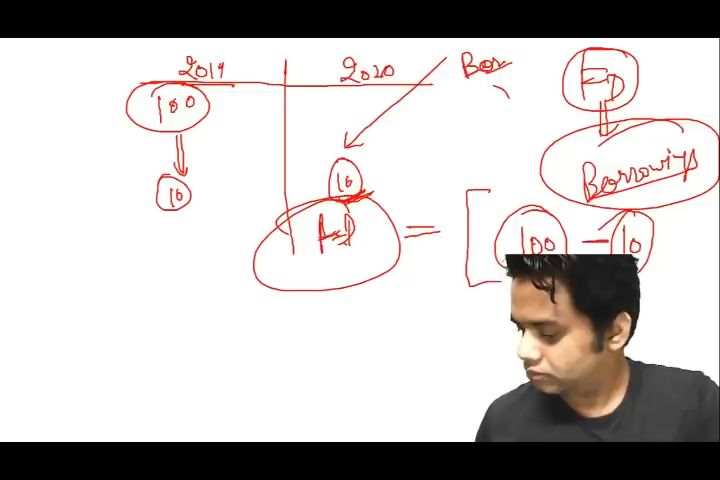 2019 2020 Bor FD
100
10 10 Borrowings
F.D = [ 100 - 10